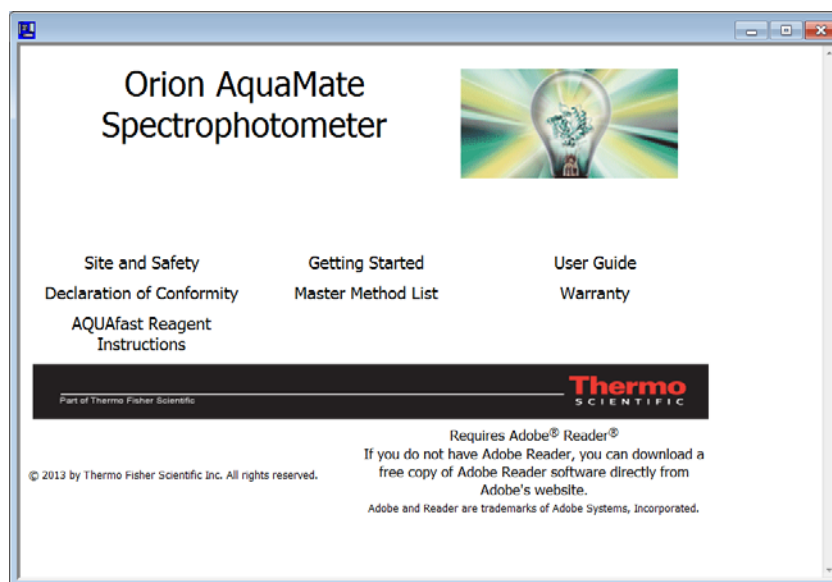 Orion AquaMate
Spectrophotometer
Site and Safety
Getting Started
User Guide
Declaration of Conformity
Master Method List
Warranty
AQUAfast Reagent
Instructions
Part of Thermo Fisher Scientific
Thermo
SCIENTIFIC
Requires Adobe® Reader®
If you do not have Adobe Reader, you can download a
free copy of Adobe Reader software directly from
Adobe's website.
© 2013 by Thermo Fisher Scientific Inc. All rights reserved.
Adobe and Reader are trademarks of Adobe Systems, Incorporated.